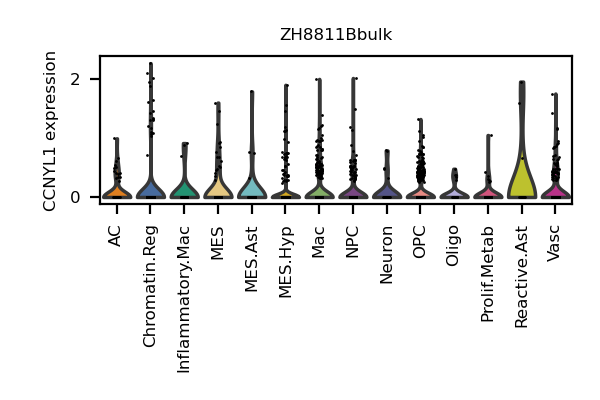 ZH8811Bbulk
CCNYL1 expression
2
0
AC
Chromatin.Reg
Inflammatory.Mac
MES
MES.Ast
MES.Hyp
Mac
NPC
Neuron
OPC
Oligo
Prolif.Metab
Reactive.Ast
Vasc